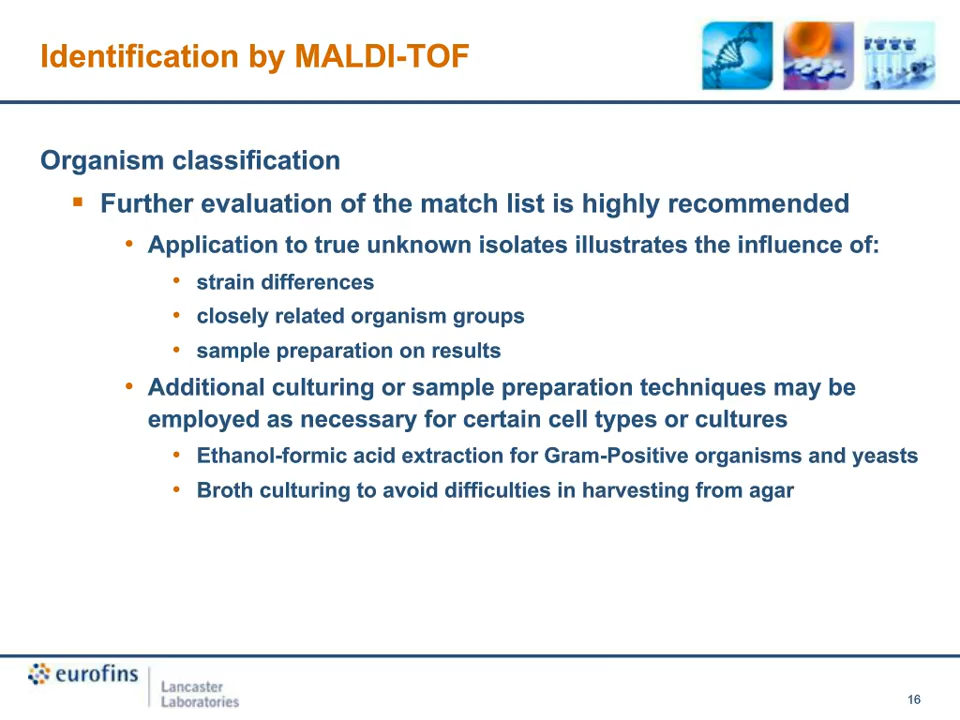 Identification by MALDI-TOF
Organism classification
Further evaluation of the match list is highly recommended
Application to true unknown isolates illustrates the influence of:
strain differences
closely related organism groups
sample preparation on results
Additional culturing or sample preparation techniques may be
employed as necessary for certain cell types or cultures
Ethanol-formic acid extraction for Gram-Positive organisms and yeasts
Broth culturing to avoid difficulties in harvesting from agar
eurofins
Lancaster
Laboratories
16